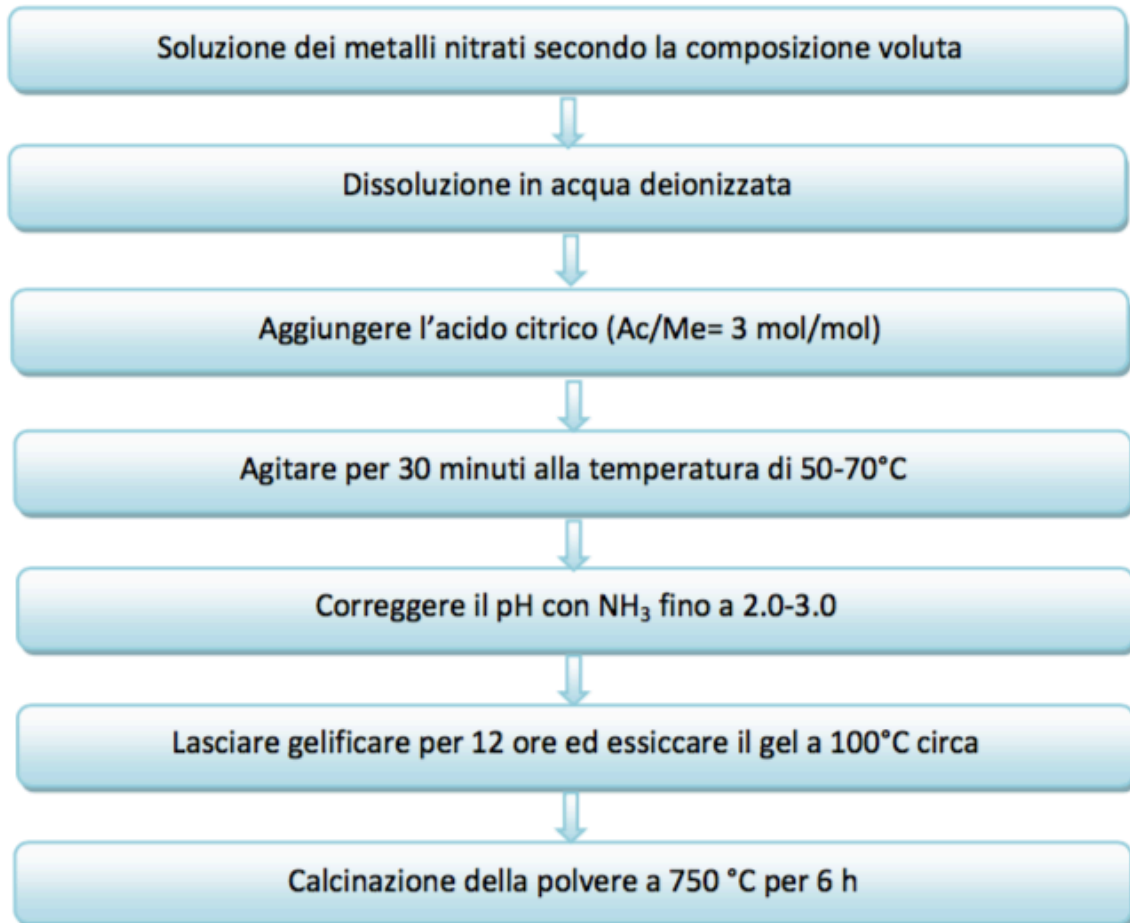 Soluzione dei metalli nitrati secondo la composizione voluta
Dissoluzione in acqua deionizzata
Aggiungere l'acido citrico (Ac/Me= 3 mol/mol)
Agitare per 30 minuti alla temperatura di 50-70°C
Correggere il pH con NH₃ fino a 2.0-3.0
Lasciare gelificare per 12 ore ed essiccare il gel a 100°C circa
Calcinazione della polvere a 750 °C per 6 h